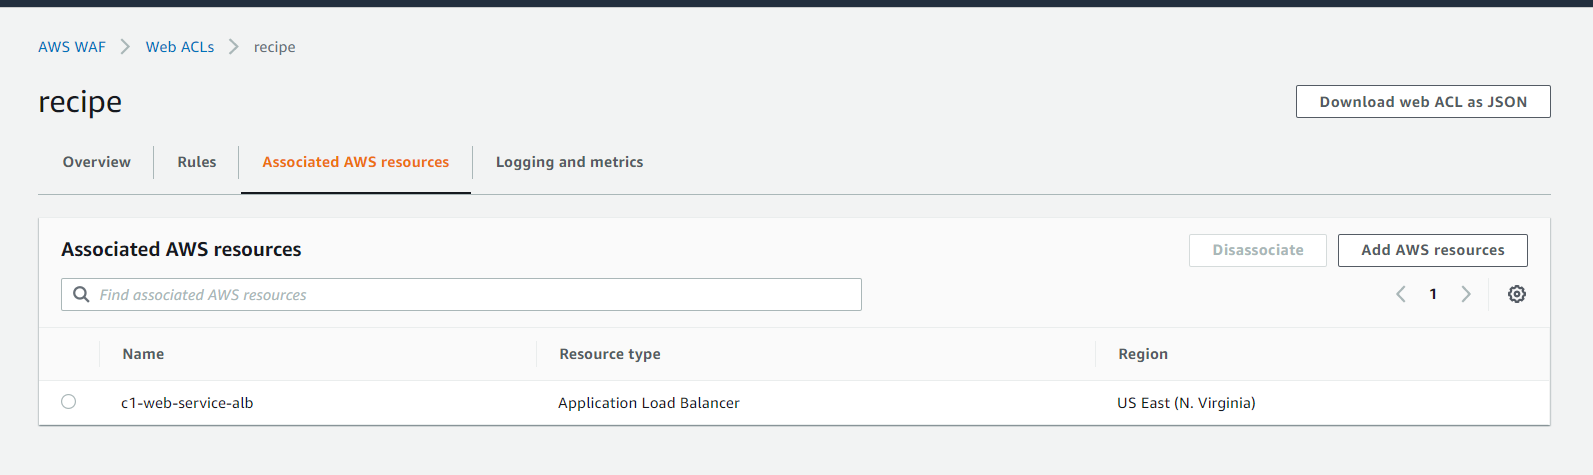 AWS WAF > Web ACLs > recipe
recipe
Download web ACL as JSON
Overview Rules Associated AWS resources Logging and metrics
Associated AWS resources
Disassociate Add AWS resources
Find associated AWS resources
1
Name Resource type Region
c1-web-service-alb Application Load Balancer US East (N. Virginia)